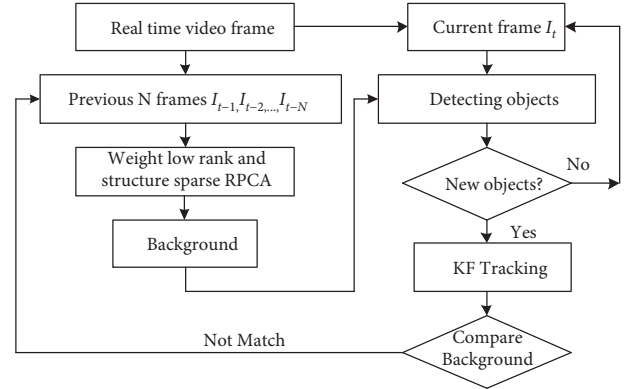 Real time video frame
Current frame I_t
Previous N frames I_{t−1},I_{t−2},...,I_{t−N}
Detecting objects
Weight low rank and
structure sparse RPCA
New objects?
No
Background
Yes
KF Tracking
Not Match
Compare
Background